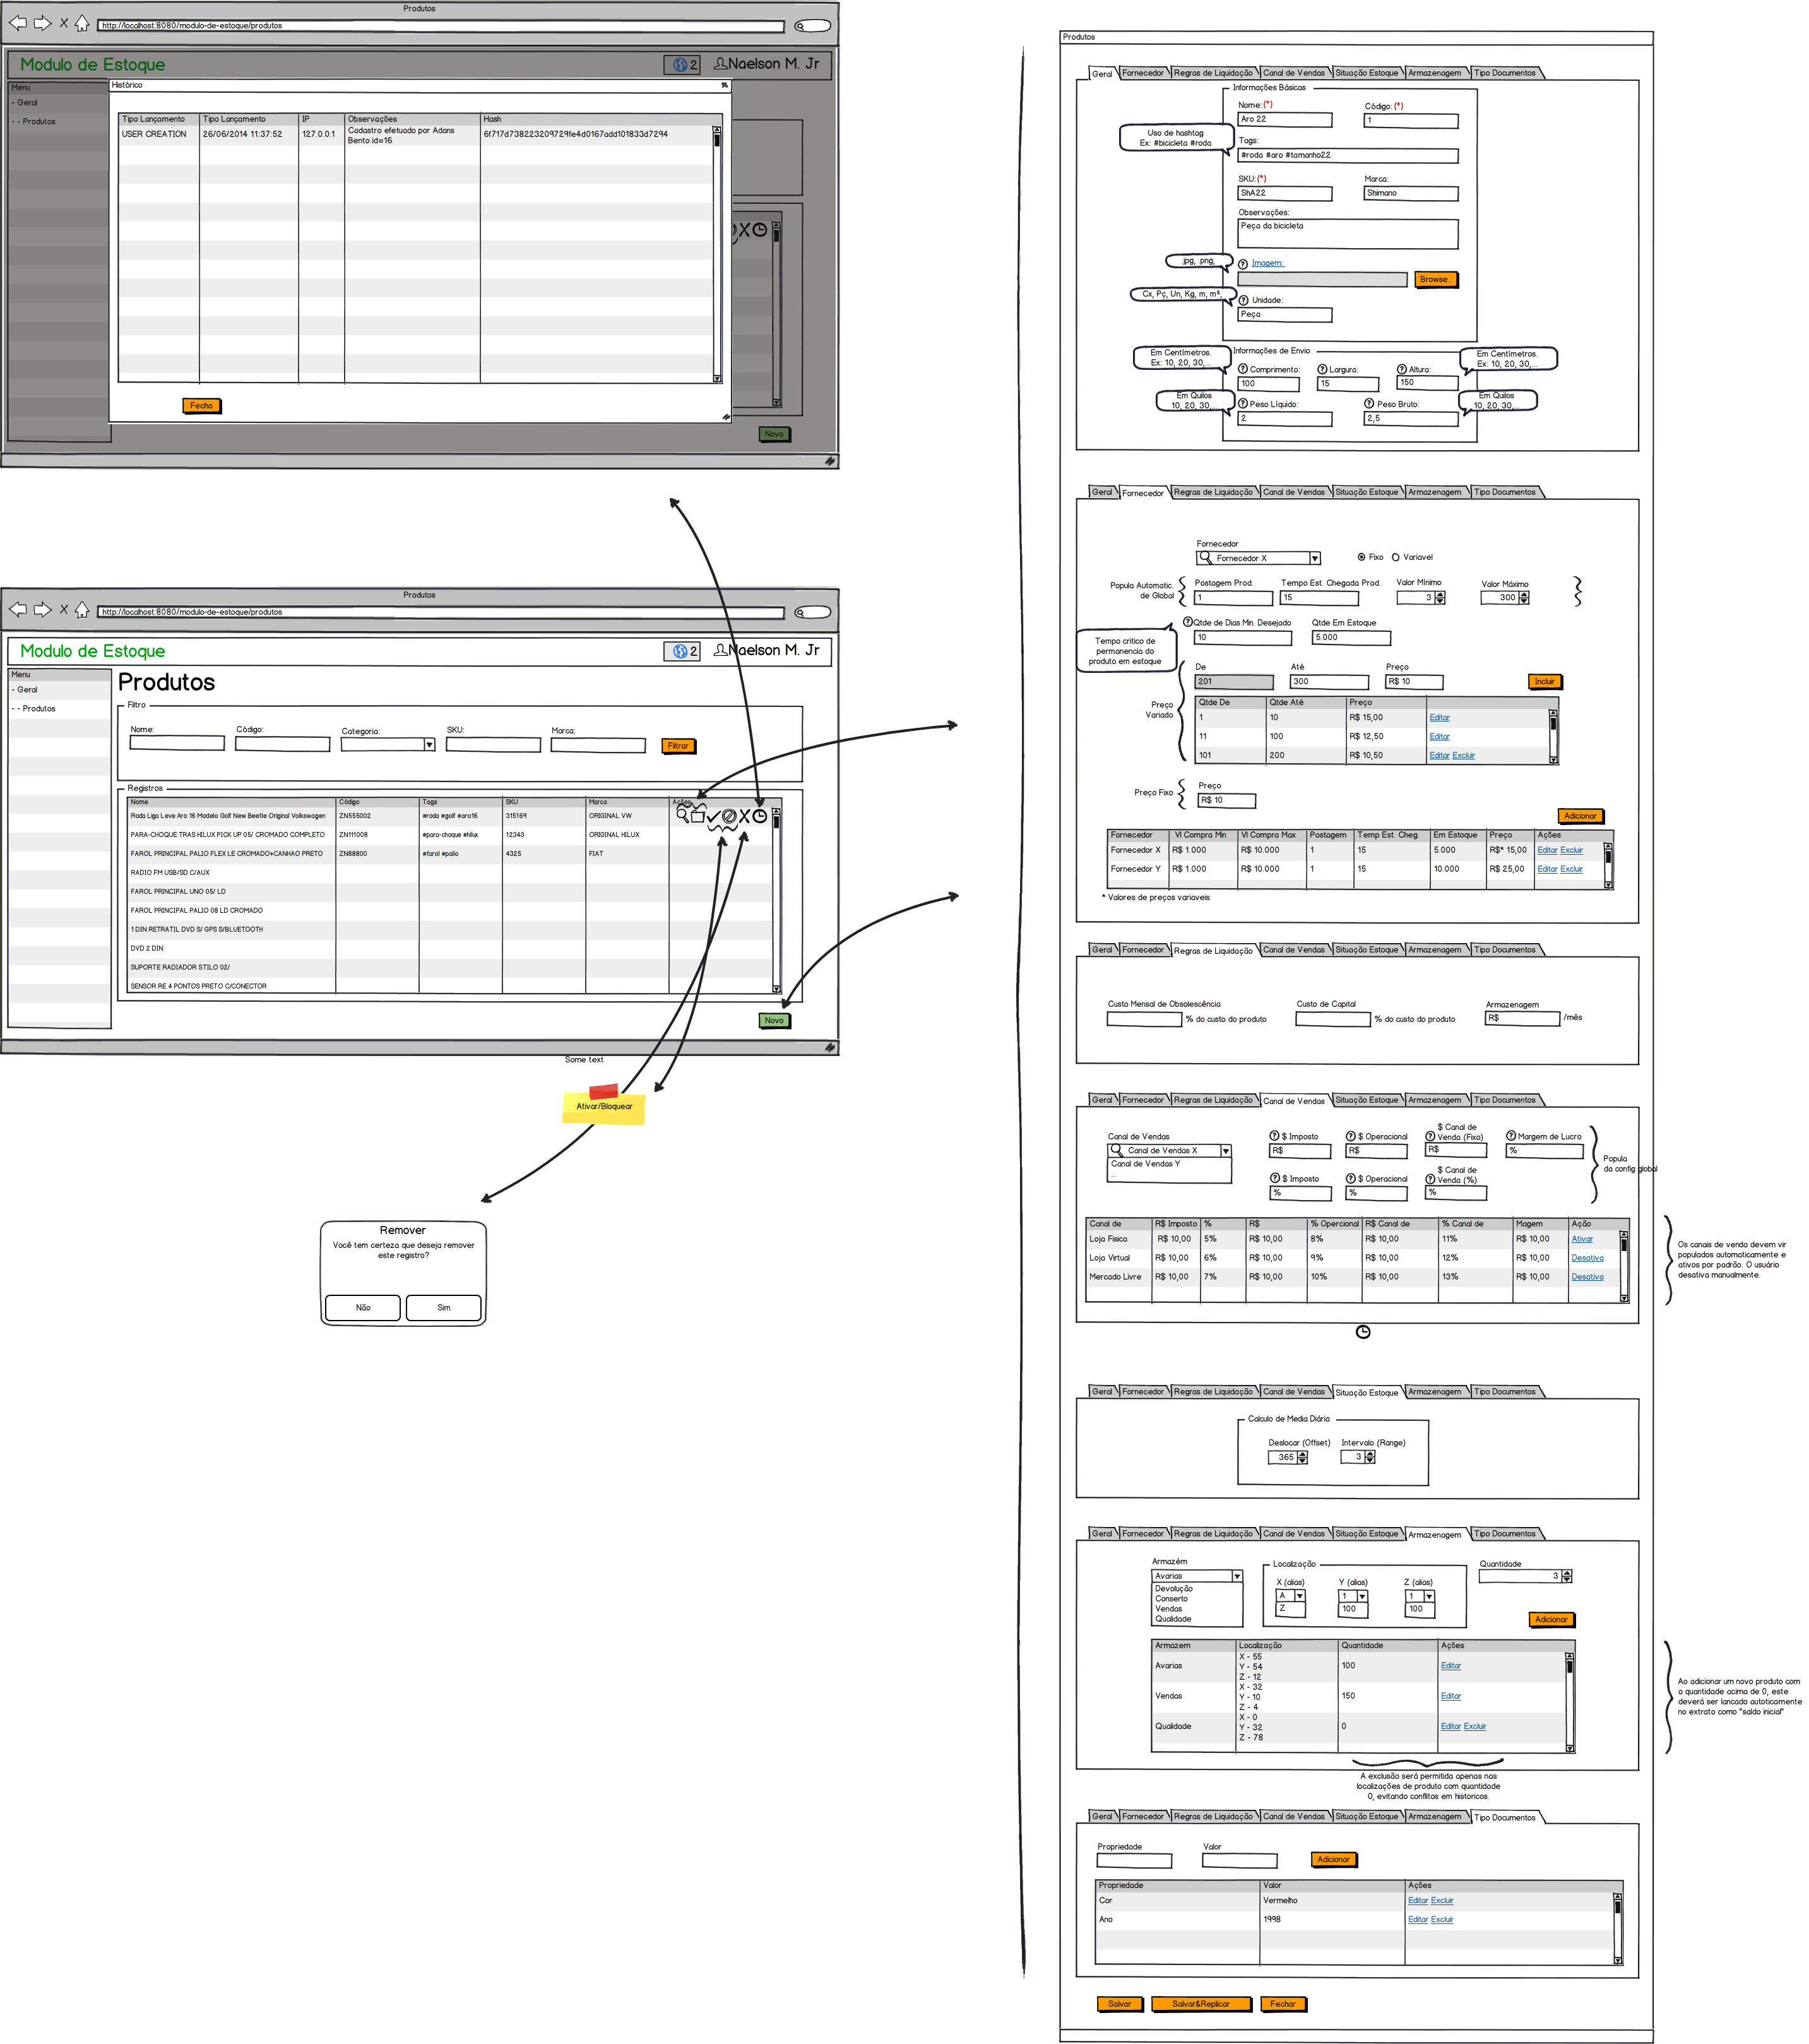 Produtos
http://localhost:8080/modulo-de-estoque/produtos
Modulo de Estoque
2
Naelson M. Jr
Menu
- Geral
- - Produtos
Histórico
Tipo Lançamento Tipo Lançamento IP Observações Hash
USER CREATION 26/06/2014 11:37:52 127.0.0.1 Cadastro efetuado por Adans Bento id=16 6f717d738223209729fe4d0167add101833d7294
Fecha
Novo
Produtos
http://localhost:8080/modulo-de-estoque/produtos
Modulo de Estoque
2
Naelson M. Jr
Menu
- Geral
- - Produtos
Produtos
Filtro
Nome: Código: Categoria: SKU: Marca:
Filtrar
Registros
Nome Código Tags SKU Marca Ações
Roda Liga Leve Aro 16 Modelo Golf New Beetle Original Volkswagen ZN555002 #roda #golf #aro16 315169 ORIGINAL VW
PARA-CHOQUE TRAS HILUX PICK UP 05/ CROMADO COMPLETO ZN111008 #para-choque #hilux 12343 ORIGINAL HILUX
FAROL PRINCIPAL PALIO FLEX LE CROMADO+CANHAO PRETO ZN88800 #farol #palio 4325 FIAT
RADIO FM USB/SD C/AUX
FAROL PRINCIPAL UNO 05/ LD
FAROL PRINCIPAL PALIO 08 LD CROMADO
1 DIN RETRATIL DVD S/ GPS S/BLUETOOTH
DVD 2 DIN
SUPORTE RADIADOR STILO 02/
SENSOR RE 4 PONTOS PRETO C/CONECTOR
Novo
Some text
Ativar/Bloquear
Remover
Você tem certeza que deseja remover
este registro?
Não Sim
Produtos
Geral Fornecedor Regras de Liquidação Canal de Vendas Situação Estoque Armazenagem Tipo Documentos
Informações Básicas
Nome: (*) Código: (*)
Aro 22 1
Uso de hashtag
Ex: #bicicleta #roda
Tags:
#roda #aro #tamanho22
SKU:(*) Marca:
ShA22 Shimano
Observações:
Peça da bicicleta
.jpg, .png,
? Imagem:
Browse...
Cx, Pç, Un, Kg, m, m²,
? Unidade:
Peça
Informações de Envio
Em Centímetros.
Ex: 10, 20, 30,...
Em Centímetros.
Ex: 10, 20, 30,...
? Comprimento: ? Largura: ? Altura:
100 15 150
Em Quilos
10, 20, 30,...
Em Quilos
10, 20, 30,...
? Peso Líquido: ? Peso Bruto:
2 2,5
Geral Fornecedor Regras de Liquidação Canal de Vendas Situação Estoque Armazenagem Tipo Documentos
Fornecedor
Fornecedor X Fixo Variavel
Popula Automatic.
de Global
Postagem Prod. Tempo Est. Chegada Prod. Valor Mínimo Valor Máximo
1 15 3 300
? Qtde de Dias Min. Desejado Qtde Em Estoque
10 5.000
Tempo critico de
permanencia do
produto em estoque
De Até Preço
201 300 R$ 10 Incluir
Preço
Variado
Qtde De Qtde Até Preço
1 10 R$ 15,00 Editar
11 100 R$ 12,50 Editar
101 200 R$ 10,50 Editar Excluir
Preço Fixo
Preço
R$ 10
Adicionar
Fornecedor Vl Compra Min Vl Compra Max Postagem Temp Est. Cheg. Em Estoque Preço Ações
Fornecedor X R$ 1.000 R$ 10.000 1 15 5.000 R$* 15,00 Editar Excluir
Fornecedor Y R$ 1.000 R$ 10.000 1 15 10.000 R$ 25,00 Editar Excluir
* Valores de preços variaveis
Geral Fornecedor Regras de Liquidação Canal de Vendas Situação Estoque Armazenagem Tipo Documentos
Custo Mensal de Obsolescência Custo de Capital Armazenagem
% do custo do produto % do custo do produto R$ /mês
Geral Fornecedor Regras de Liquidação Canal de Vendas Situação Estoque Armazenagem Tipo Documentos
Canal de Vendas ? $ Imposto ? $ Operacional ? $ Canal de Venda (Fixo) ? Margem de Lucro
Canal de Vendas X R$ R$ R$ %
Canal de Vendas Y
...
? $ Imposto ? $ Operacional ? $ Canal de Venda (%)
% % %
Popula
da config global
Canal de R$ Imposto % R$ % Opercional R$ Canal de % Canal de Magem Ação
Loja Fisica R$ 10,00 5% R$ 10,00 8% R$ 10,00 11% R$ 10,00 Ativar
Loja Virtual R$ 10,00 6% R$ 10,00 9% R$ 10,00 12% R$ 10,00 Desativa
Mercado Livre R$ 10,00 7% R$ 10,00 10% R$ 10,00 13% R$ 10,00 Desativa
Os canais de venda devem vir
populados automaticamente e
ativos por padrão. O usuário
desativa manualmente.
Geral Fornecedor Regras de Liquidação Canal de Vendas Situação Estoque Armazenagem Tipo Documentos
Calculo de Media Diária
Deslocar (Offset) Intervalo (Range)
365 3
Geral Fornecedor Regras de Liquidação Canal de Vendas Situação Estoque Armazenagem Tipo Documentos
Armazém Localização Quantidade
Avarias 3
Devolução
Conserto
Vendas
Qualidade
X (alias) Y (alias) Z (alias)
A 1 1
Z 100 100
Adicionar
Armazem Localização Quantidade Ações
Avarias X - 55 Y - 54 Z - 12 100 Editar
Vendas X - 32 Y - 10 Z - 4 150 Editar
Qualidade X - 0 Y - 32 Z - 78 0 Editar Excluir
Ao adicionar um novo produto com
a quantidade acima de 0, este
deverá ser lancado autoticamente
no extrato como "saldo inicial"
A exclusão será permitida apenas nas
localizações de produto com quantidade
0, evitando conflitos em historicos.
Geral Fornecedor Regras de Liquidação Canal de Vendas Situação Estoque Armazenagem Tipo Documentos
Propriedade Valor
Adicionar
Propriedade Valor Ações
Cor Vermelho Editar Excluir
Ano 1998 Editar Excluir
Salvar Salvar&Replicar Fechar